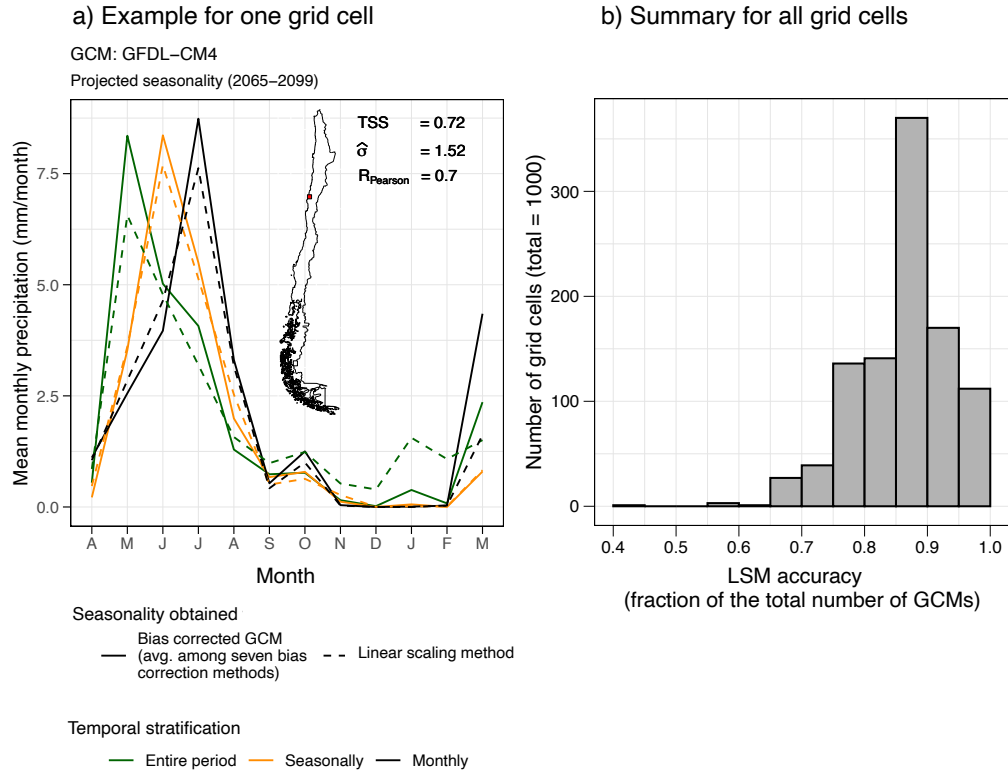 a) Example for one grid cell
GCM: GFDL−CM4
Projected seasonality (2065−2099)
Mean monthly precipitation (mm/month)
7.5
5.0
2.5
0.0
TSS = 0.72
σ̂ = 1.52
R Pearson = 0.7
A M J J A S O N D J F M
Month
Seasonality obtained
Bias corrected GCM
(avg. among seven bias
correction methods)
Linear scaling method
Temporal stratification
Entire period Seasonally Monthly
b) Summary for all grid cells
Number of grid cells (total = 1000)
300
200
100
0
0.4 0.5 0.6 0.7 0.8 0.9 1.0
LSM accuracy
(fraction of the total number of GCMs)